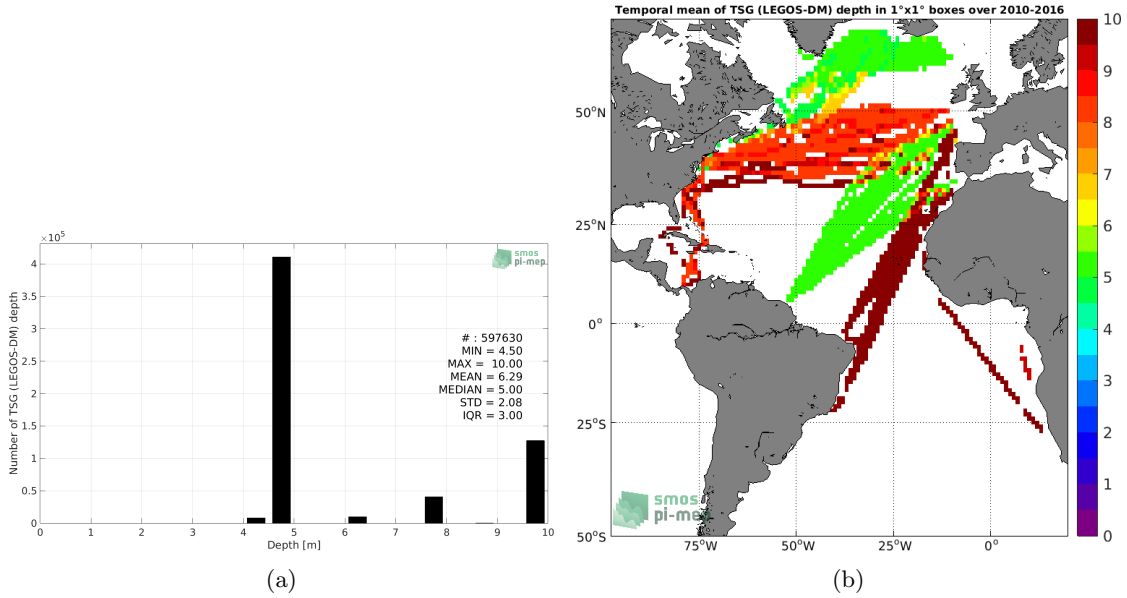 ×10⁵
4
3.5
3
2.5
2
1.5
1
0.5
0
Number of TSG (LEGOS-DM) depth
smos
pi-mep
# : 597630
MIN = 4.50
MAX = 10.00
MEAN = 6.29
MEDIAN = 5.00
STD = 2.08
IQR = 3.00
0 1 2 3 4 5 6 7 8 9 10
Depth [m]
(a)
Temporal mean of TSG (LEGOS-DM) depth in 1°x1° boxes over 2010-2016
50°N
25°N
0°
25°S
50°S
75°W 50°W 25°W 0°
smos
pi-mep
10
9
8
7
6
5
4
3
2
1
0
(b)